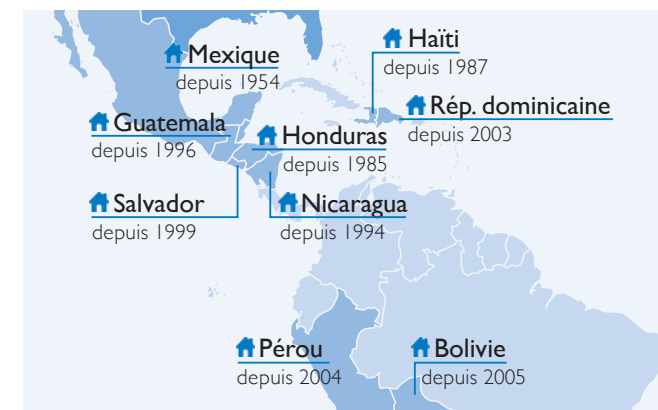 Mexique
depuis 1954
Haïti
depuis 1987
Guatemala
depuis 1996
Honduras
depuis 1985
Rép. dominicaine
depuis 2003
Salvador
depuis 1999
Nicaragua
depuis 1994
Pérou
depuis 2004
Bolivie
depuis 2005